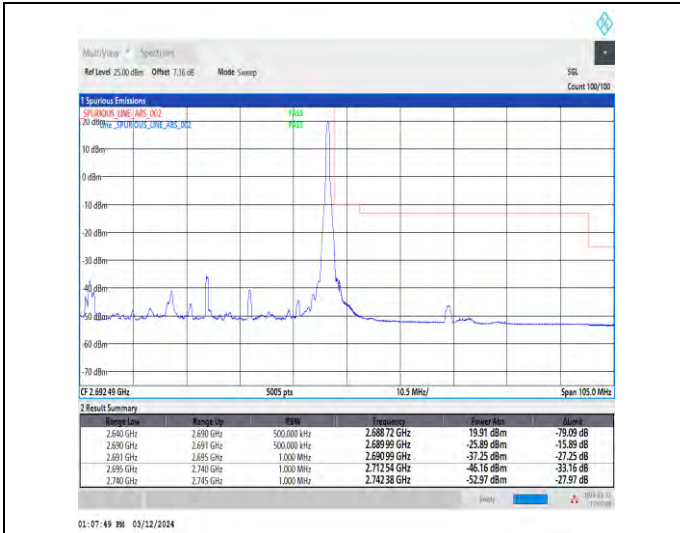 MultiView Spectrum
Ref Level 25.00 dBm Offset 7.16 dB Mode Sweep SGL
Count 100/100
1 Spurious Emissions
SPURIOUS_LINE_ABS_002 PASS
20 dBm Line _SPURIOUS_LINE_ABS_002 PASS
10 dBm
0 dBm
-10 dBm
-20 dBm
-30 dBm
-40 dBm
-50 dBm
-60 dBm
-70 dBm
CF 2.692 49 GHz 5005 pts 10.5 MHz/ Span 105.0 MHz
2 Result Summary
Range Low Range Up RBW Frequency Power Abs ΔLimit
2.640 GHz 2.690 GHz 500.000 kHz 2.688 72 GHz 19.91 dBm -79.09 dB
2.690 GHz 2.691 GHz 500.000 kHz 2.689 99 GHz -25.89 dBm -15.89 dB
2.691 GHz 2.695 GHz 1.000 MHz 2.690 99 GHz -37.25 dBm -27.25 dB
2.695 GHz 2.740 GHz 1.000 MHz 2.712 54 GHz -46.16 dBm -33.16 dB
2.740 GHz 2.745 GHz 1.000 MHz 2.742 38 GHz -52.97 dBm -27.97 dB
01:07:49 PM 03/12/2024